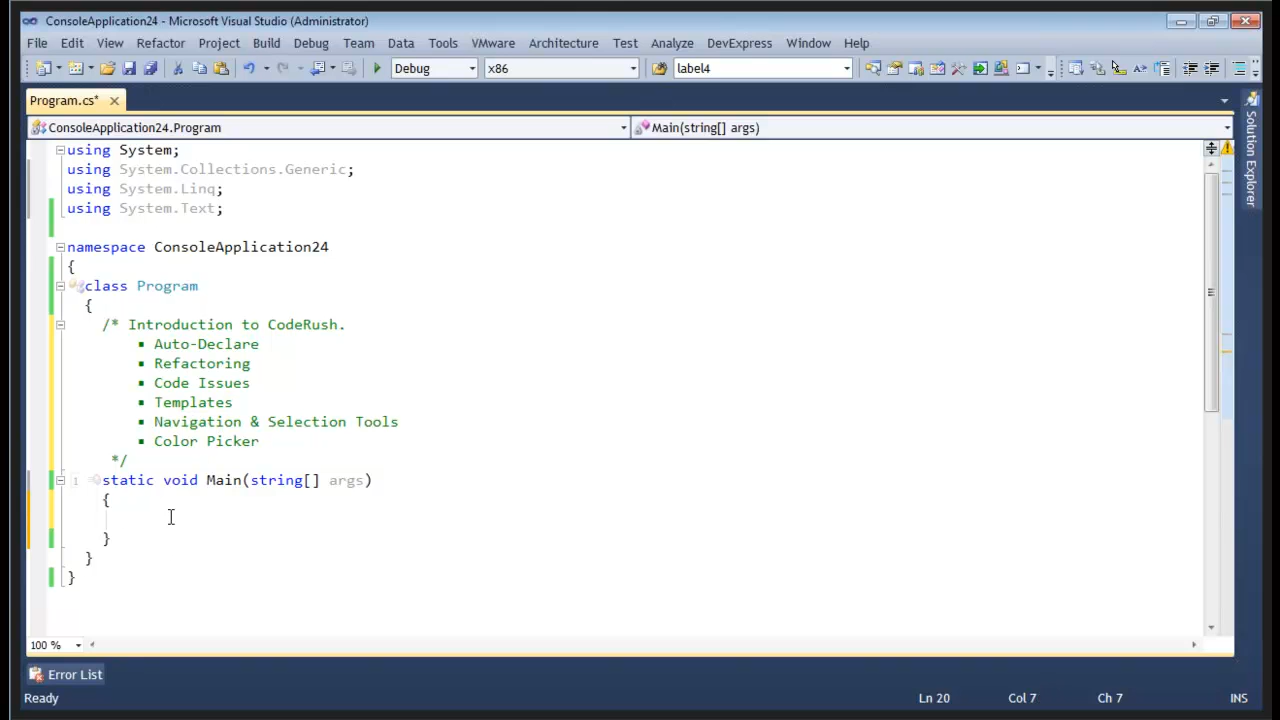 ConsoleApplication24 - Microsoft Visual Studio (Administrator)
File Edit View Refactor Project Build Debug Team Data Tools VMware Architecture Test Analyze DevExpress Window Help
Debug x86 label4
Program.cs*
ConsoleApplication24.Program Main(string[] args)
using System;
using System.Collections.Generic;
using System.Linq;
using System.Text;
namespace ConsoleApplication24
{
class Program
{
/* Introduction to CodeRush.
▪ Auto-Declare
▪ Refactoring
▪ Code Issues
▪ Templates
▪ Navigation & Selection Tools
▪ Color Picker
*/
static void Main(string[] args)
{
}
}
}
Solution Explorer
100 %
Error List
Ready Ln 20 Col 7 Ch 7 INS